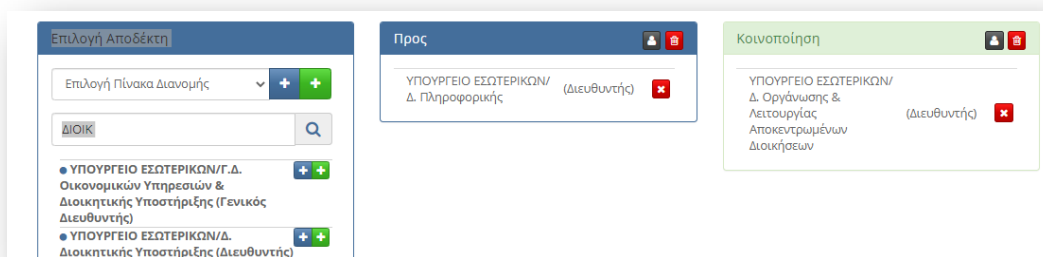 Επιλογή Αποδέκτη
Επιλογή Πίνακα Διανομής
ΔΙΟΙΚ
ΥΠΟΥΡΓΕΙΟ ΕΣΩΤΕΡΙΚΩΝ/Γ.Δ.
Οικονομικών Υπηρεσιών &
Διοικητικής Υποστήριξης (Γενικός
Διευθυντής)
ΥΠΟΥΡΓΕΙΟ ΕΣΩΤΕΡΙΚΩΝ/Δ.
Διοικητικής Υποστήριξης (Διευθυντής)
Προς
ΥΠΟΥΡΓΕΙΟ ΕΣΩΤΕΡΙΚΩΝ/
Δ. Πληροφορικής
(Διευθυντής)
Κοινοποίηση
ΥΠΟΥΡΓΕΙΟ ΕΣΩΤΕΡΙΚΩΝ/
Δ. Οργάνωσης &
Λειτουργίας
Αποκεντρωμένων
Διοικήσεων
(Διευθυντής)